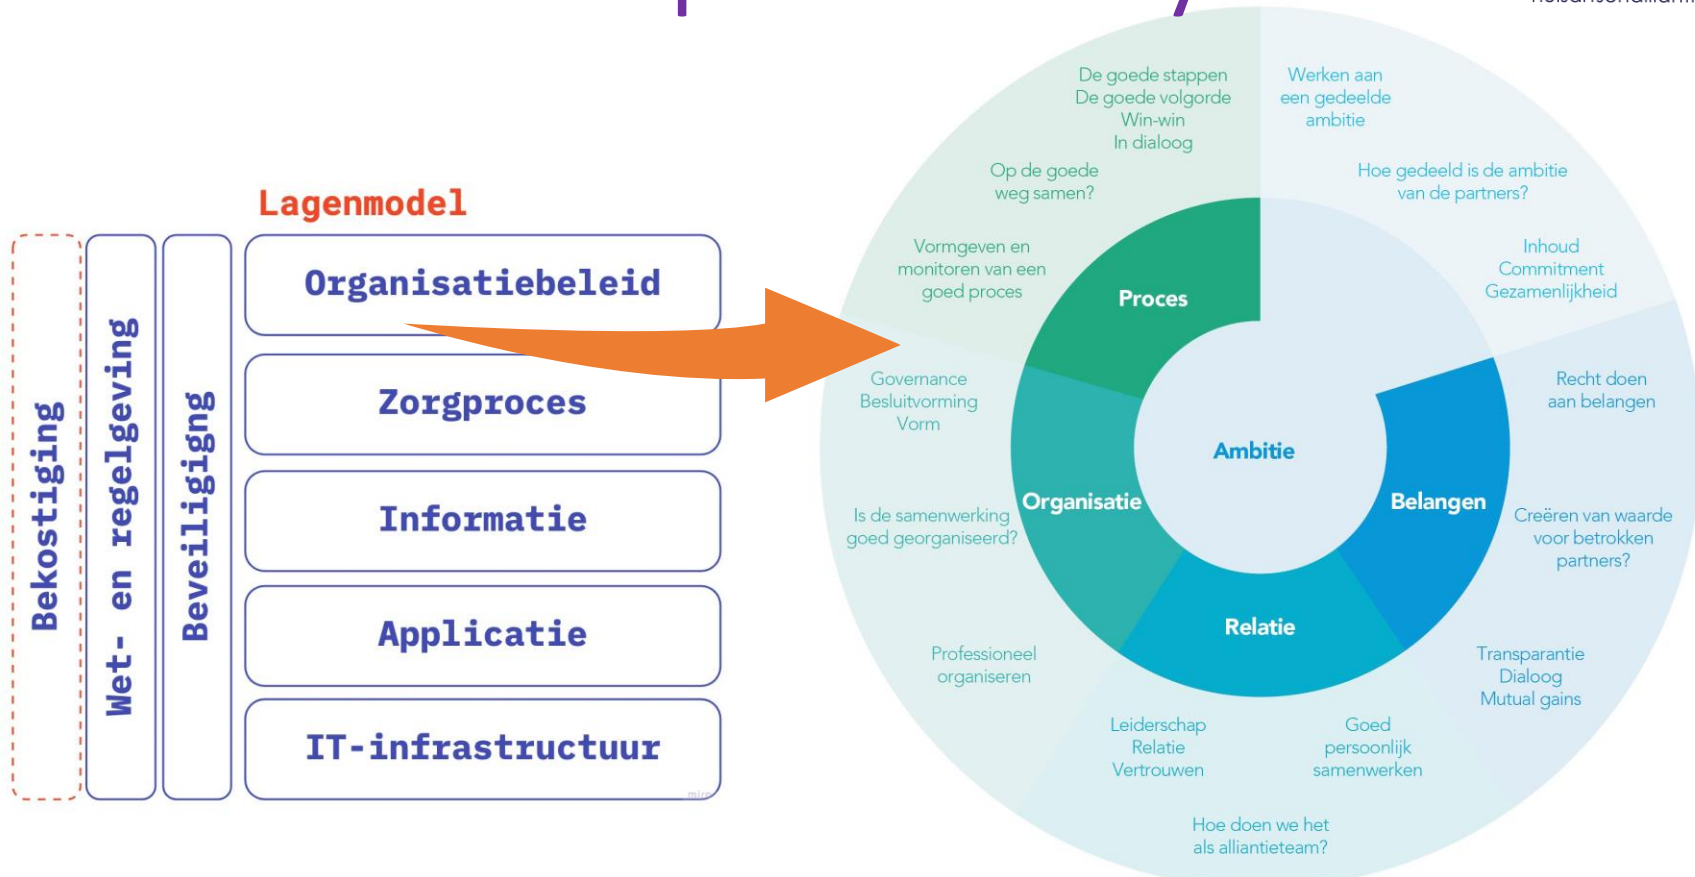 Lagenmodel
Bekostiging
Wet- en regelgeving
Beveiligigng
Organisatiebeleid
Zorgproces
Informatie
Applicatie
IT-infrastructuur
miro
De goede stappen
De goede volgorde
Win-win
In dialoog
Op de goede
weg samen?
Vormgeven en
monitoren van een
goed proces
Proces
Werken aan
een gedeelde
ambitie
Hoe gedeeld is de ambitie
van de partners?
Inhoud
Commitment
Gezamenlijkheid
Ambitie
Recht doen
aan belangen
Creëren van waarde
voor betrokken
partners?
Transparantie
Dialoog
Mutual gains
Belangen
Goed
persoonlijk
samenwerken
Leiderschap
Relatie
Vertrouwen
Hoe doen we het
als alliantieteam?
Relatie
Governance
Besluitvorming
Vorm
Is de samenwerking
goed georganiseerd?
Professioneel
organiseren
Organisatie